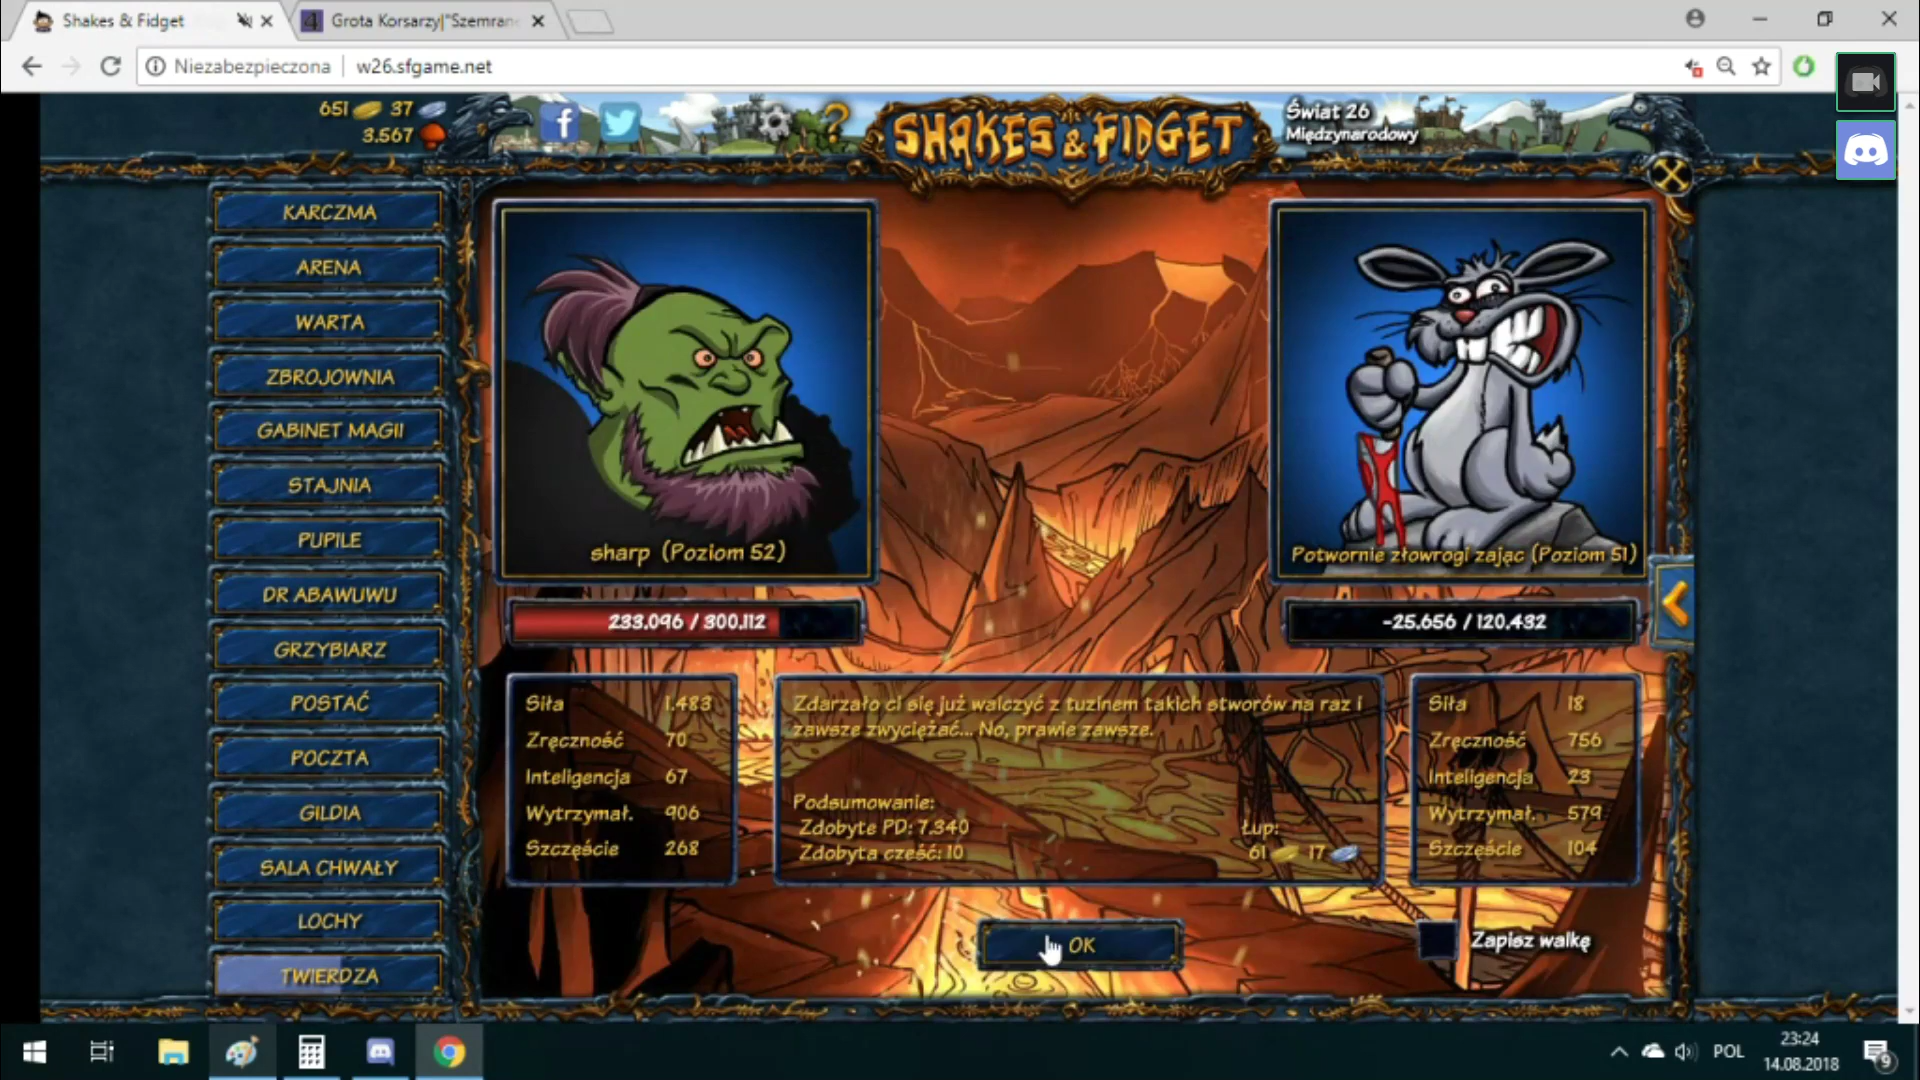 Shakes & Fidget
Grota Korsarzy|"Szemran
Niezabezpieczona
w26.sfgame.net
651 37
3.567
SHAKES & FIDGET
Świat 26
Międzynarodowy
KARCZMA
ARENA
WARTA
ZBROJOWNIA
GABINET MAGII
STAJNIA
PUPILE
DR ABAWUWU
GRZYBIARZ
POSTAĆ
POCZTA
GILDIA
SALA CHWAŁY
LOCHY
TWIERDZA
sharp (Poziom 52)
Potwornie złowrogi zając (Poziom 51)
233.096 / 300.112
-25.656 / 120.432
Siła 1.483
Zręczność 70
Inteligencja 67
Wytrzymał. 906
Szczęście 268
Zdarzało ci się już walczyć z tuzinem takich stworów na raz i
zawsze zwyciężać... No, prawie zawsze.
Podsumowanie:
Zdobyte PD: 7.340
Zdobyta cześć: 10
Łup:
61 17
Siła 18
Zręczność 756
Inteligencja 23
Wytrzymał. 579
Szczęście 104
OK
Zapisz walkę
POL
23:24
14.08.2018
9